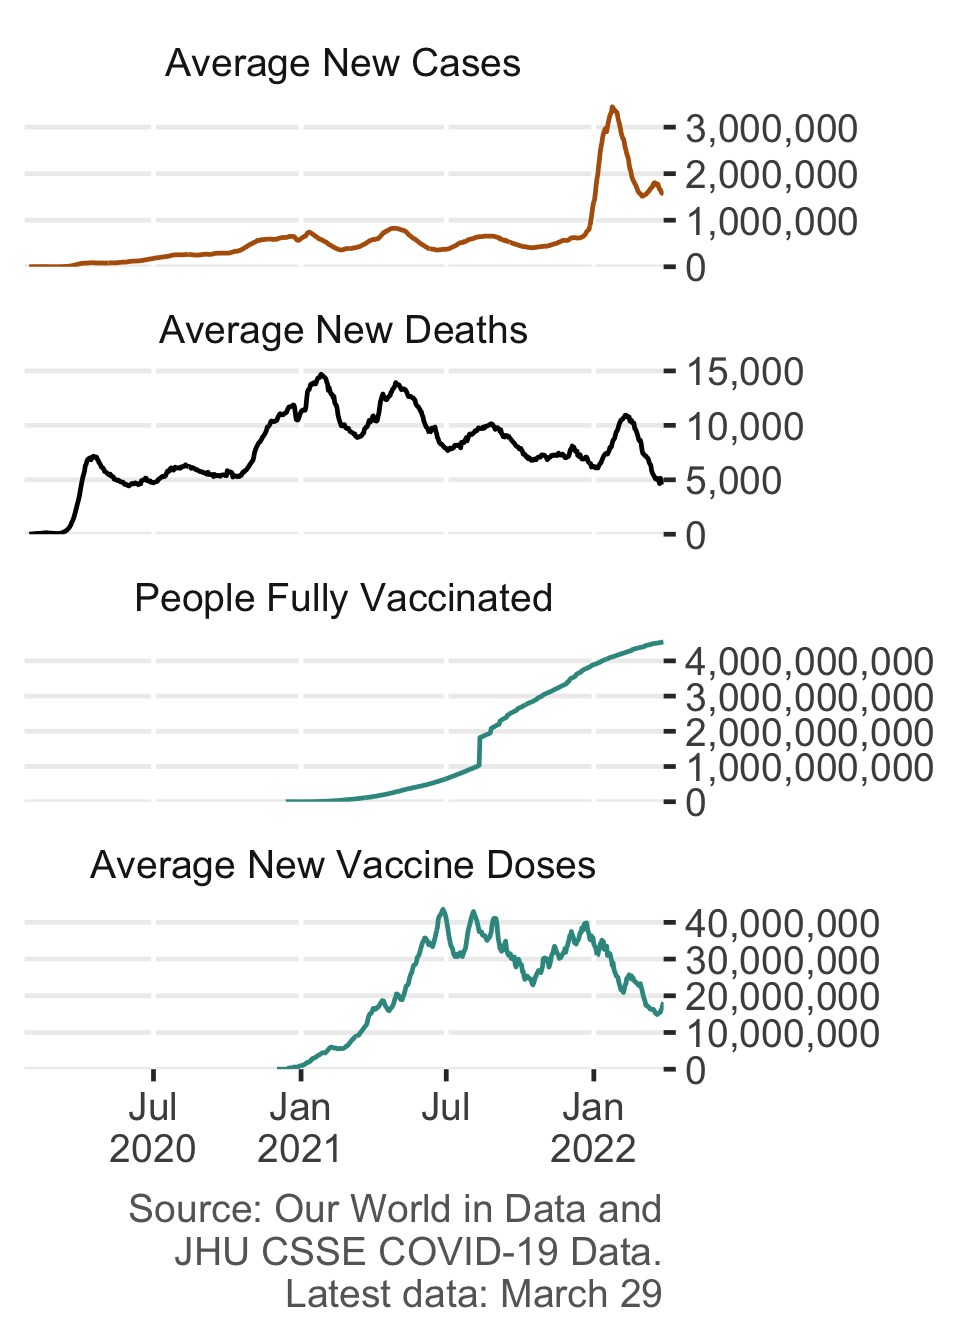 Average New Cases
3,000,000
2,000,000
1,000,000
0
Average New Deaths
15,000
10,000
5,000
0
People Fully Vaccinated
4,000,000,000
3,000,000,000
2,000,000,000
1,000,000,000
0
Average New Vaccine Doses
40,000,000
30,000,000
20,000,000
10,000,000
0
Jul Jan Jul Jan
2020 2021 2022
Source: Our World in Data and
JHU CSSE COVID-19 Data.
Latest data: March 29